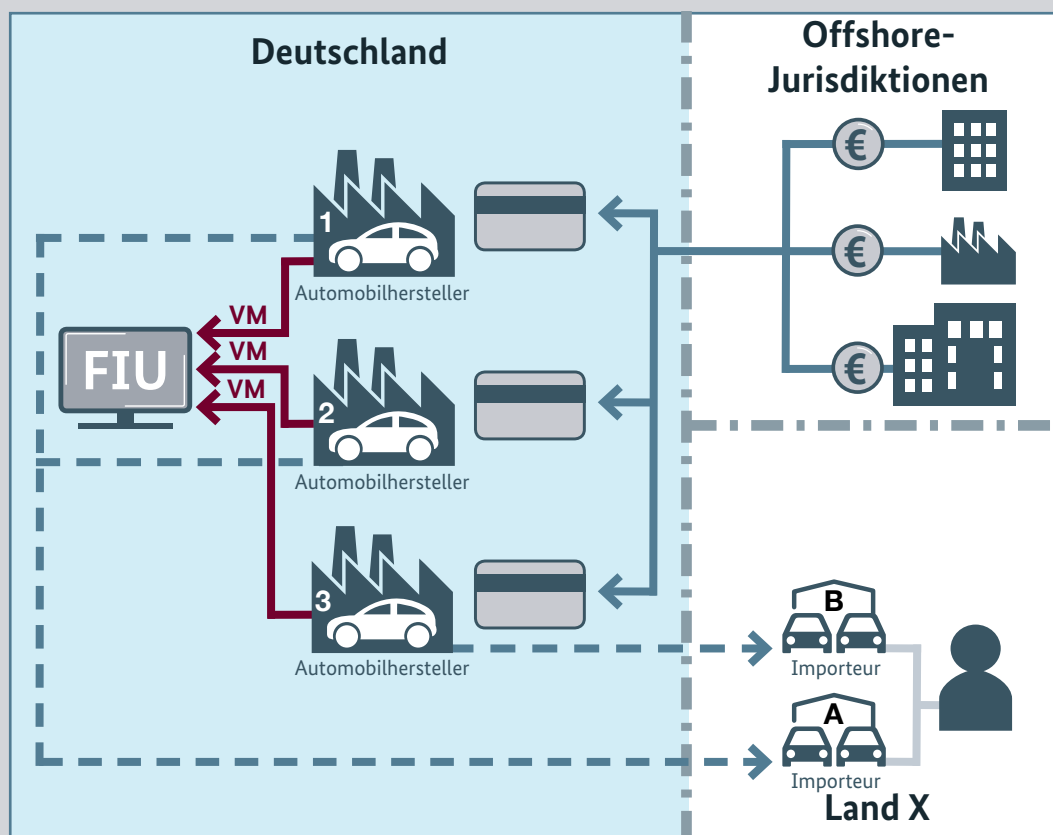 Deutschland
Offshore-
Jurisdiktionen
€
1
Automobilhersteller
€
VM
FIU
VM
VM
2
Automobilhersteller
€
3
Automobilhersteller
B
Importeur
A
Importeur
Land X